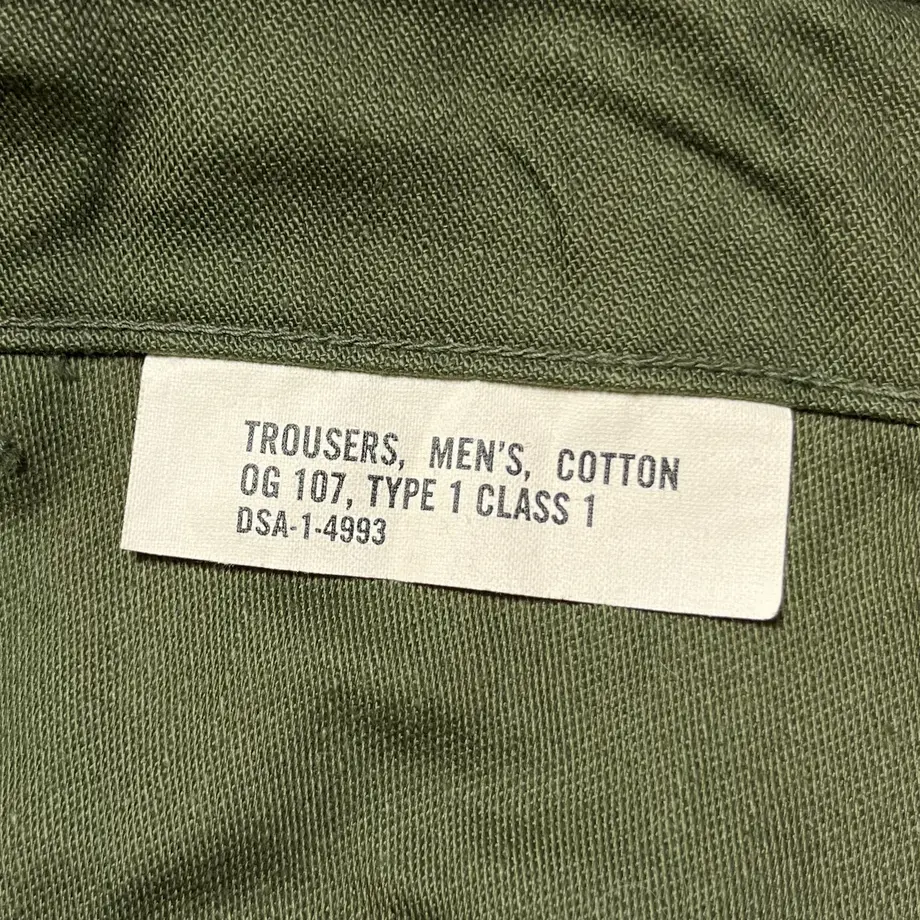 TROUSERS, MEN'S, COTTON
OG 107, TYPE 1 CLASS 1
DSA-1-4993